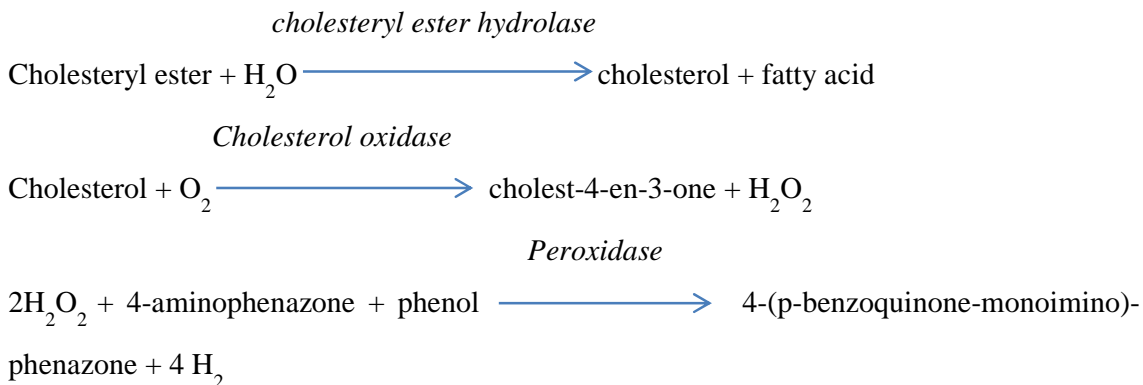 cholesteryl ester hydrolase
Cholesteryl ester + H₂O → cholesterol + fatty acid
Cholesterol oxidase
Cholesterol + O₂ → cholest-4-en-3-one + H₂O₂
Peroxidase
2H₂O₂ + 4-aminophenazone + phenol → 4-(p-benzoquinone-monoimino)-
phenazone + 4 H₂